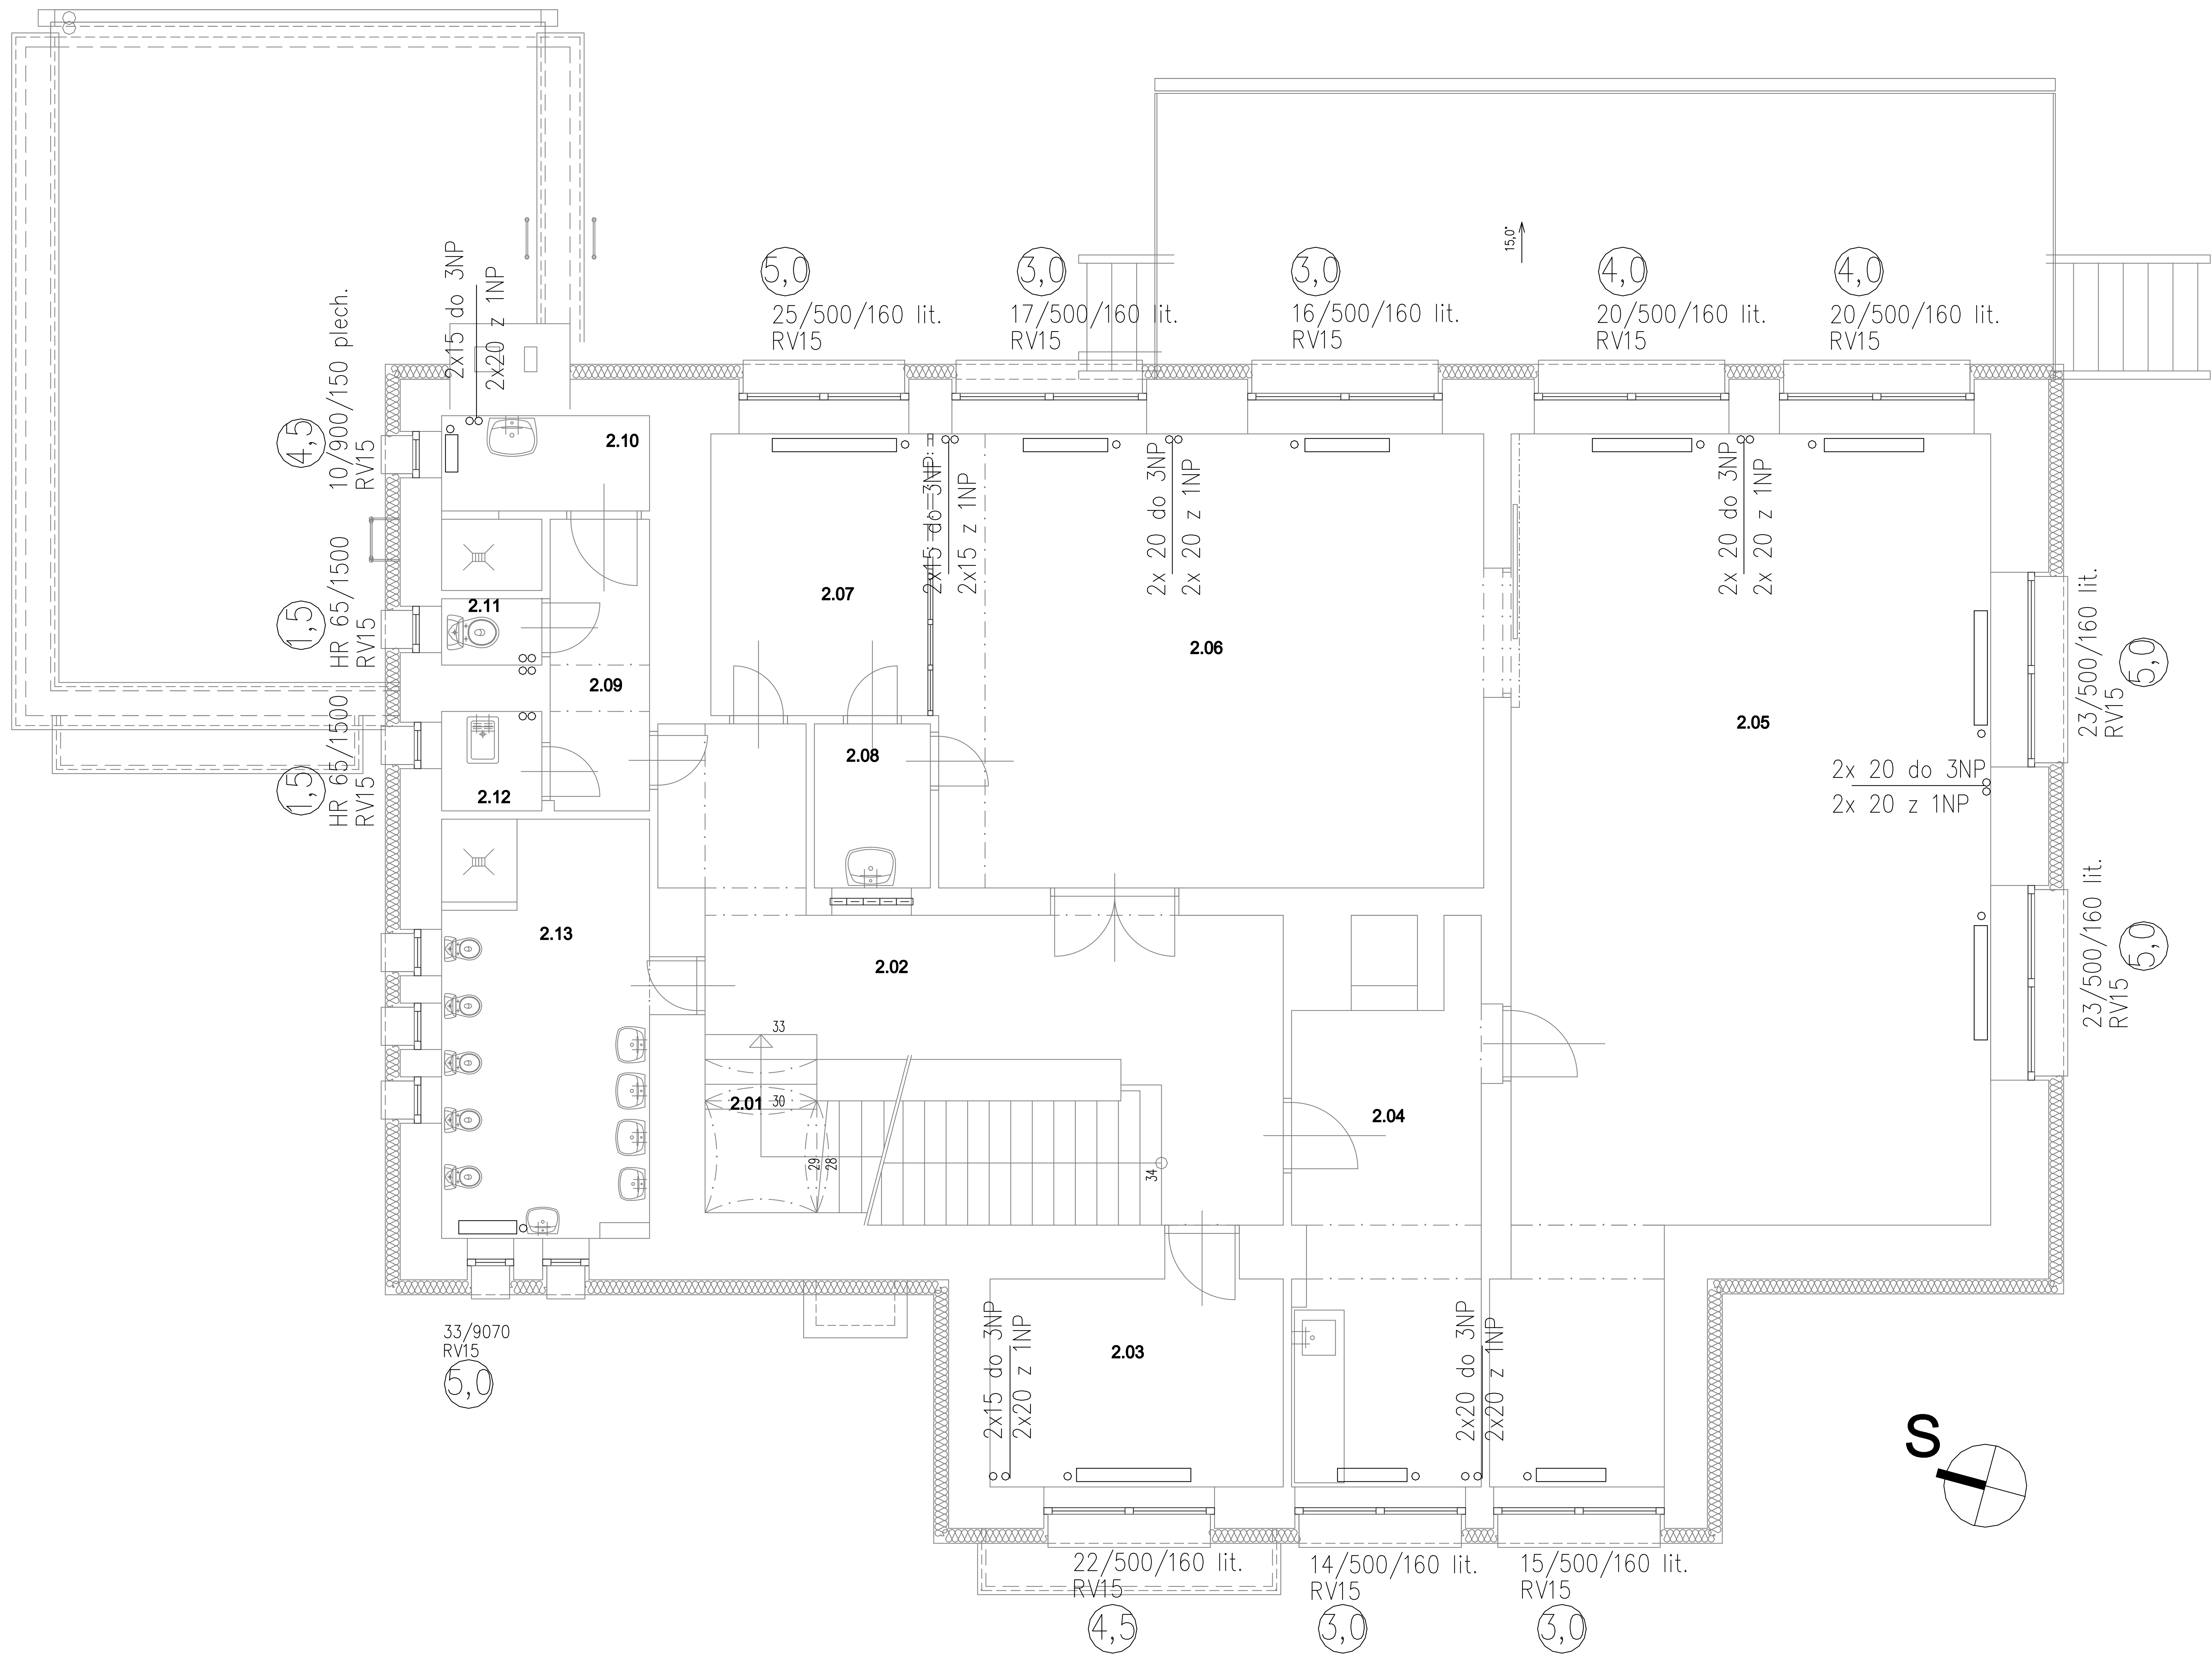 5,0
25/500/160 lit.
RV15
3,0
17/500/160 lit.
RV15
3,0
16/500/160 lit.
RV15
15,0°
4,0
20/500/160 lit.
RV15
4,0
20/500/160 lit.
RV15
2x15 do 3NP
2x20 z 1NP
4,5
10/900/150 plech.
RV15
2.10
1,5
HR 65/1500
RV15
2.11
2.09
1,5
HR 65/1500
RV15
2.12
2.07
2x15 do 3NP
2x15 z 1NP
2x 20 do 3NP
2x 20 z 1NP
2.06
2.08
2x 20 do 3NP
2x 20 z 1NP
2.05
23/500/160 lit.
RV15
5,0
2x 20 do 3NP
2x 20 z 1NP
23/500/160 lit.
RV15
5,0
2.13
2.02
33
2.01
30
29
28
34
2.04
2.03
2x15 do 3NP
2x20 z 1NP
2x20 do 3NP
2x20 z 1NP
33/9070
RV15
5,0
22/500/160 lit.
RV15
4,5
14/500/160 lit.
RV15
3,0
15/500/160 lit.
RV15
3,0
S